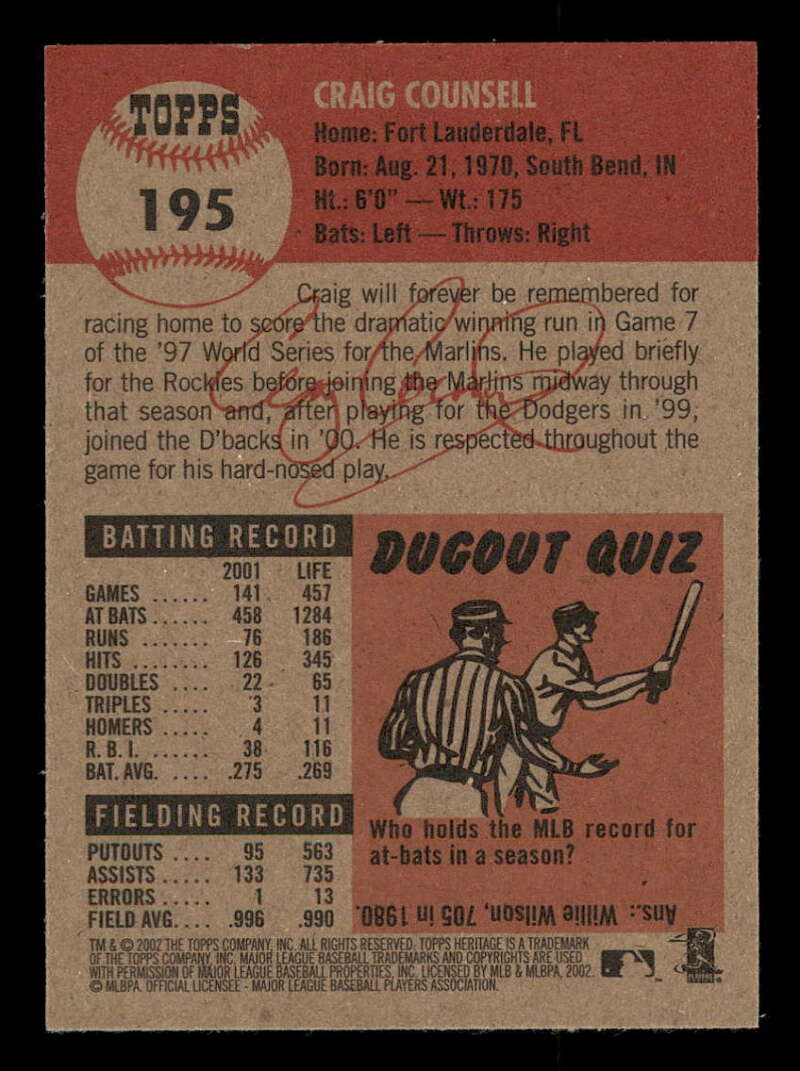 TOPPS
195
CRAIG COUNSELL
Home: Fort Lauderdale, FL
Born: Aug. 21, 1970, South Bend, IN
Ht.: 6'0" — Wt.: 175
Bats: Left — Throws: Right
Craig will forever be remembered for
racing home to score the dramatic winning run in Game 7
of the '97 World Series for the Marlins. He played briefly
for the Rockies before joining the Marlins midway through
that season and, after playing for the Dodgers in '99,
joined the D'backs in '00. He is respected throughout the
game for his hard-nosed play.
BATTING RECORD
2001 LIFE
GAMES ...... 141 457
AT BATS ...... 458 1284
RUNS ....... 76 186
HITS ........ 126 345
DOUBLES .... 22 65
TRIPLES ..... 3 11
HOMERS ..... 4 11
R. B. I. ...... 38 116
BAT. AVG. .... .275 .269
FIELDING RECORD
PUTOUTS .... 95 563
ASSISTS ..... 133 735
ERRORS ..... 1 13
FIELD AVG.... .996 .990
DUGOUT QUIZ
Who holds the MLB record for
at-bats in a season?
Ans.: Willie Wilson, 705 in 1980.
TM & © 2002 THE TOPPS COMPANY, INC. ALL RIGHTS RESERVED. TOPPS HERITAGE IS A TRADEMARK
OF THE TOPPS COMPANY, INC. MAJOR LEAGUE BASEBALL TRADEMARKS AND COPYRIGHTS ARE USED
WITH PERMISSION OF MAJOR LEAGUE BASEBALL PROPERTIES, INC. LICENSED BY MLB & MLBPA, 2002.
© MLBPA. OFFICIAL LICENSEE - MAJOR LEAGUE BASEBALL PLAYERS ASSOCIATION.